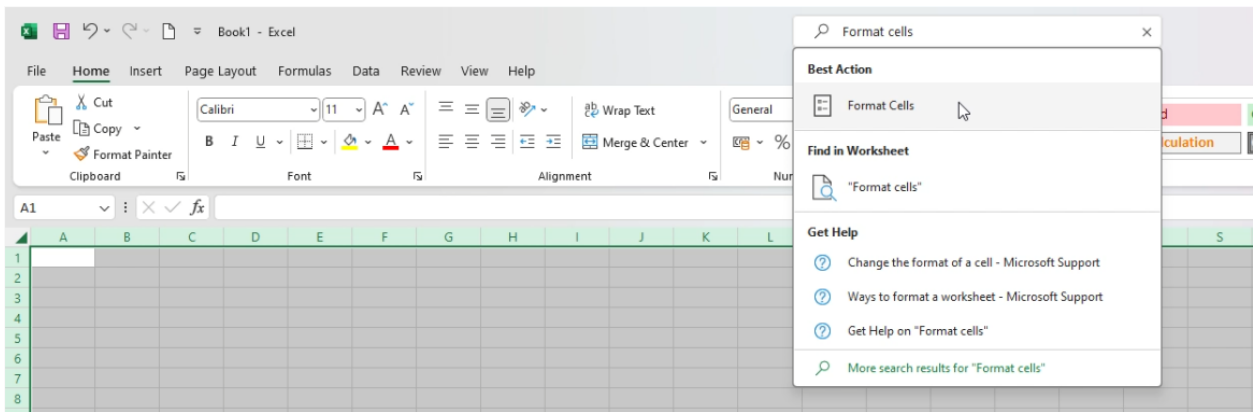 Book1 - Excel
Format cells
File Home Insert Page Layout Formulas Data Review View Help
Best Action
Format Cells
Find in Worksheet
"Format cells"
Get Help
Change the format of a cell - Microsoft Support
Ways to format a worksheet - Microsoft Support
Get Help on "Format cells"
More search results for "Format cells"
Paste
Cut
Copy
Format Painter
Clipboard
Calibri 11 A A
B I U A
Font
ab Wrap Text
Merge & Center
Alignment
General
%
A1 fx
A B C D E F G H I J K L S
1
2
3
4
5
6
7
8